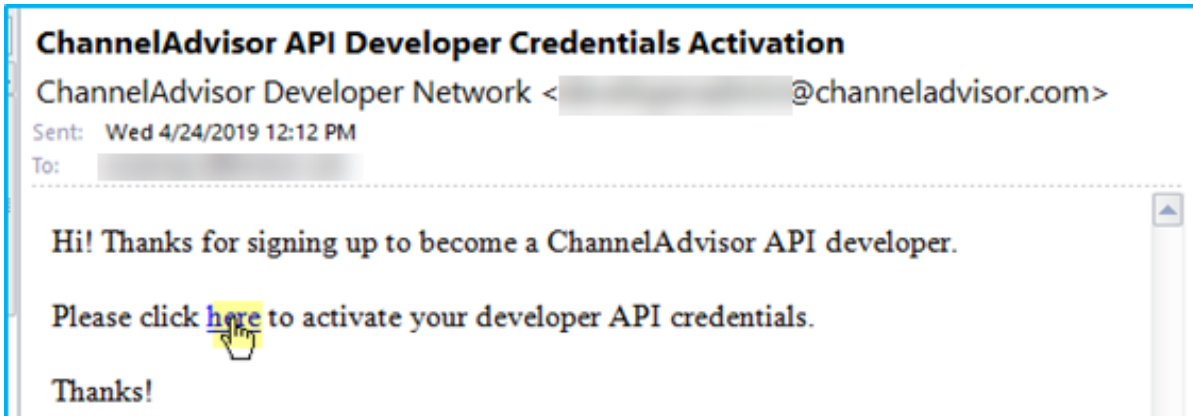 ChannelAdvisor API Developer Credentials Activation
ChannelAdvisor Developer Network <@channeladvisor.com>
Sent: Wed 4/24/2019 12:12 PM
To:
Hi! Thanks for signing up to become a ChannelAdvisor API developer.
Please click here to activate your developer API credentials.
Thanks!